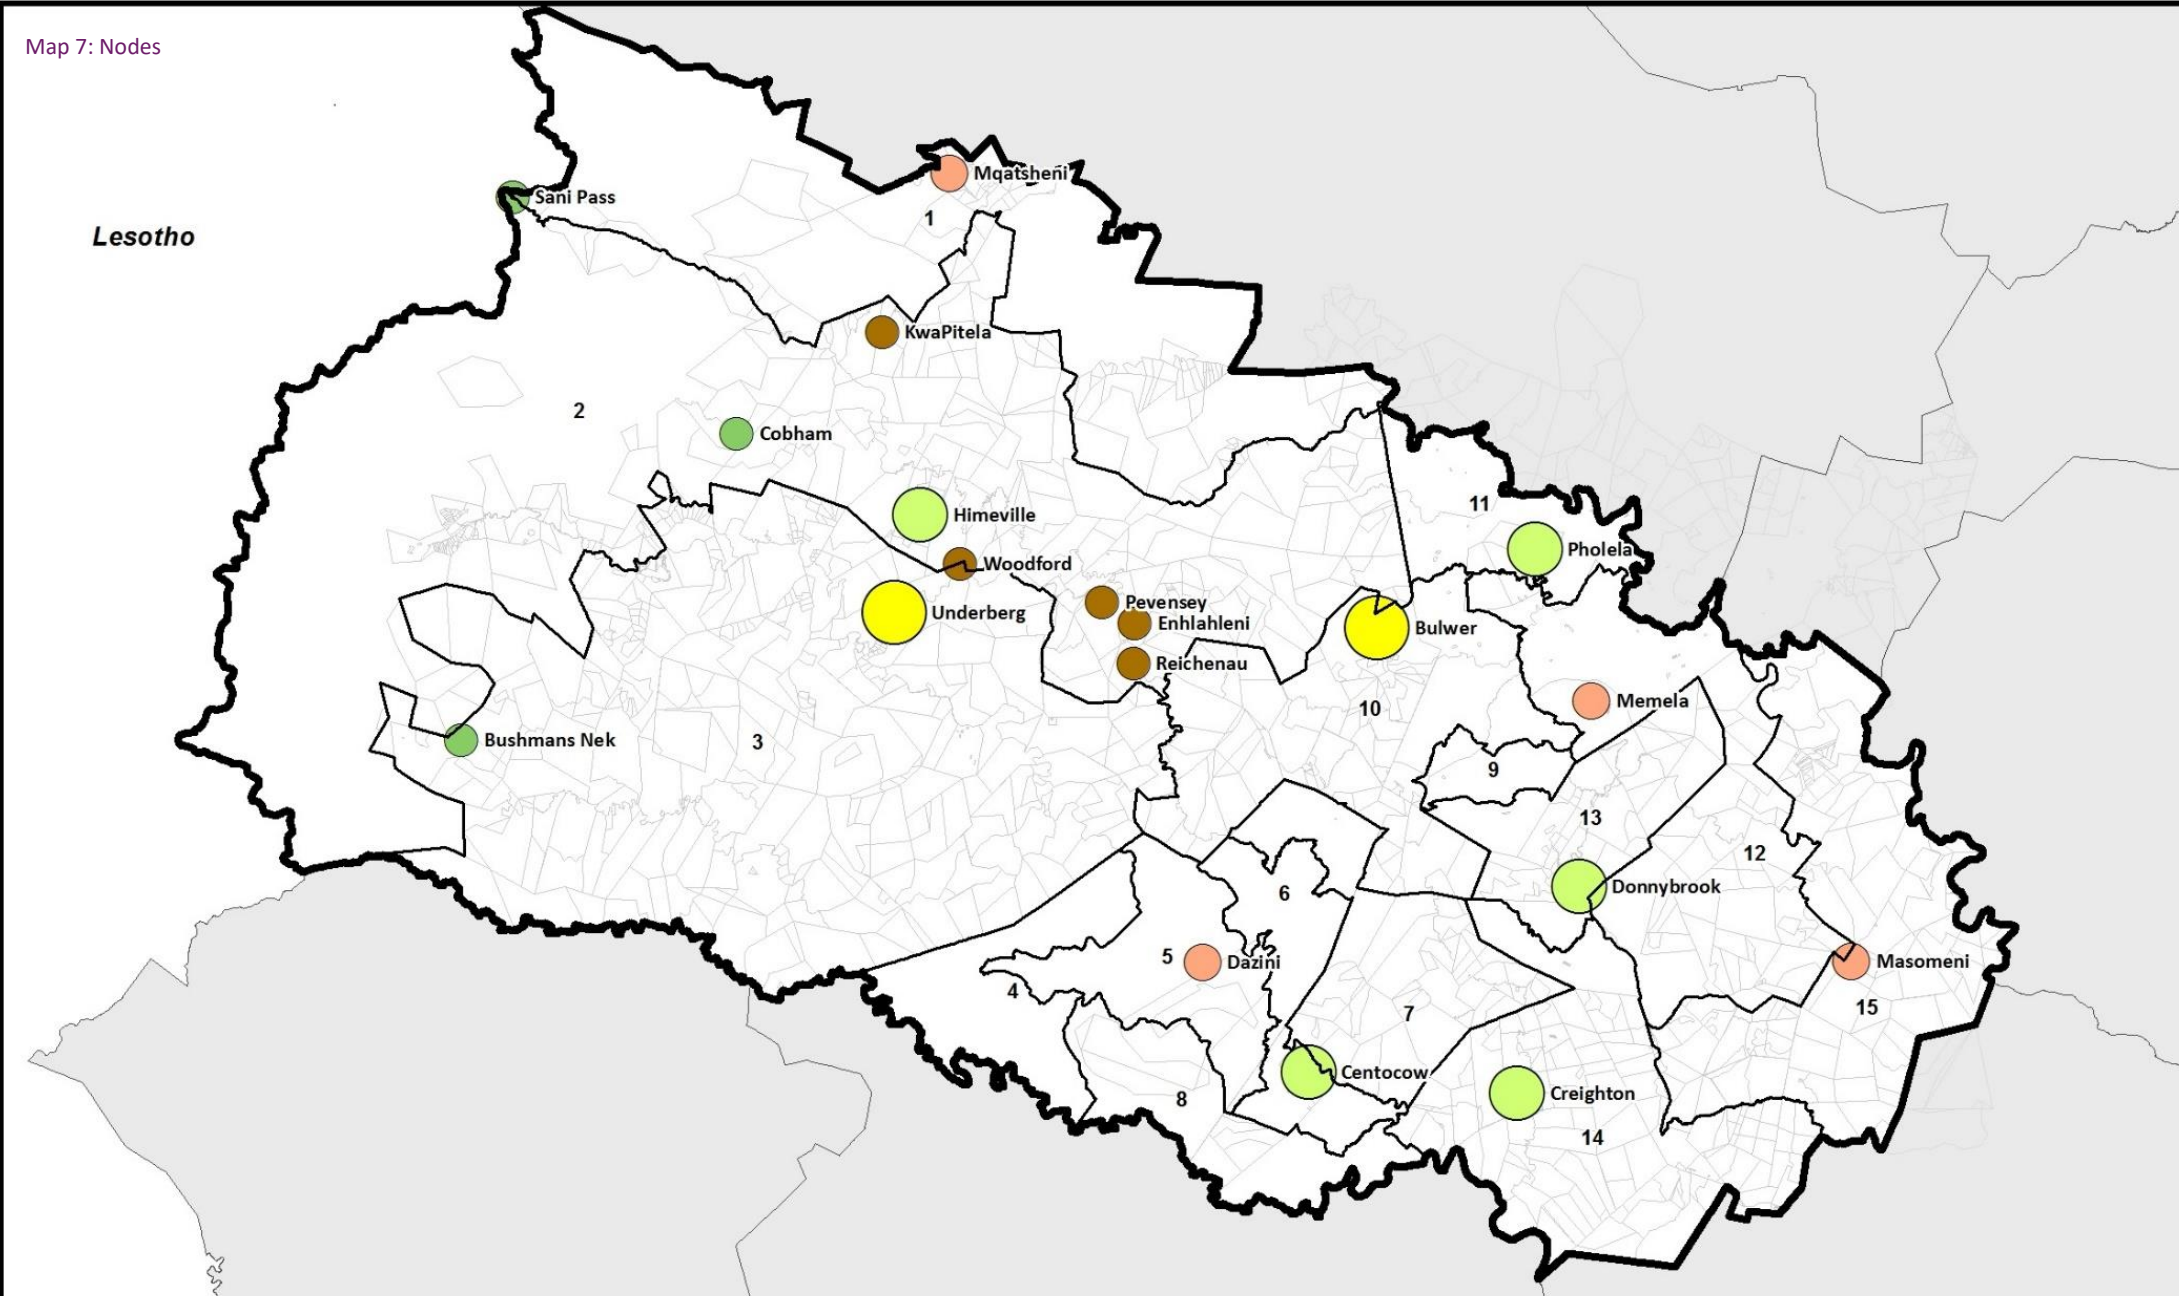 Map 7: Nodes
Mqatsheni
Sani Pass
1
Lesotho
KwaPitela
2
Cobham
11
Himeville
Pholela
Woodford
Pevensey
Underberg
Enhlahleni
Bulwer
Reichenau
Memela
10
Bushmans Nek
3
9
13
12
Donnybrook
6
5
Dazini
Masomeni
4
15
7
Centocow
Creighton
8
14